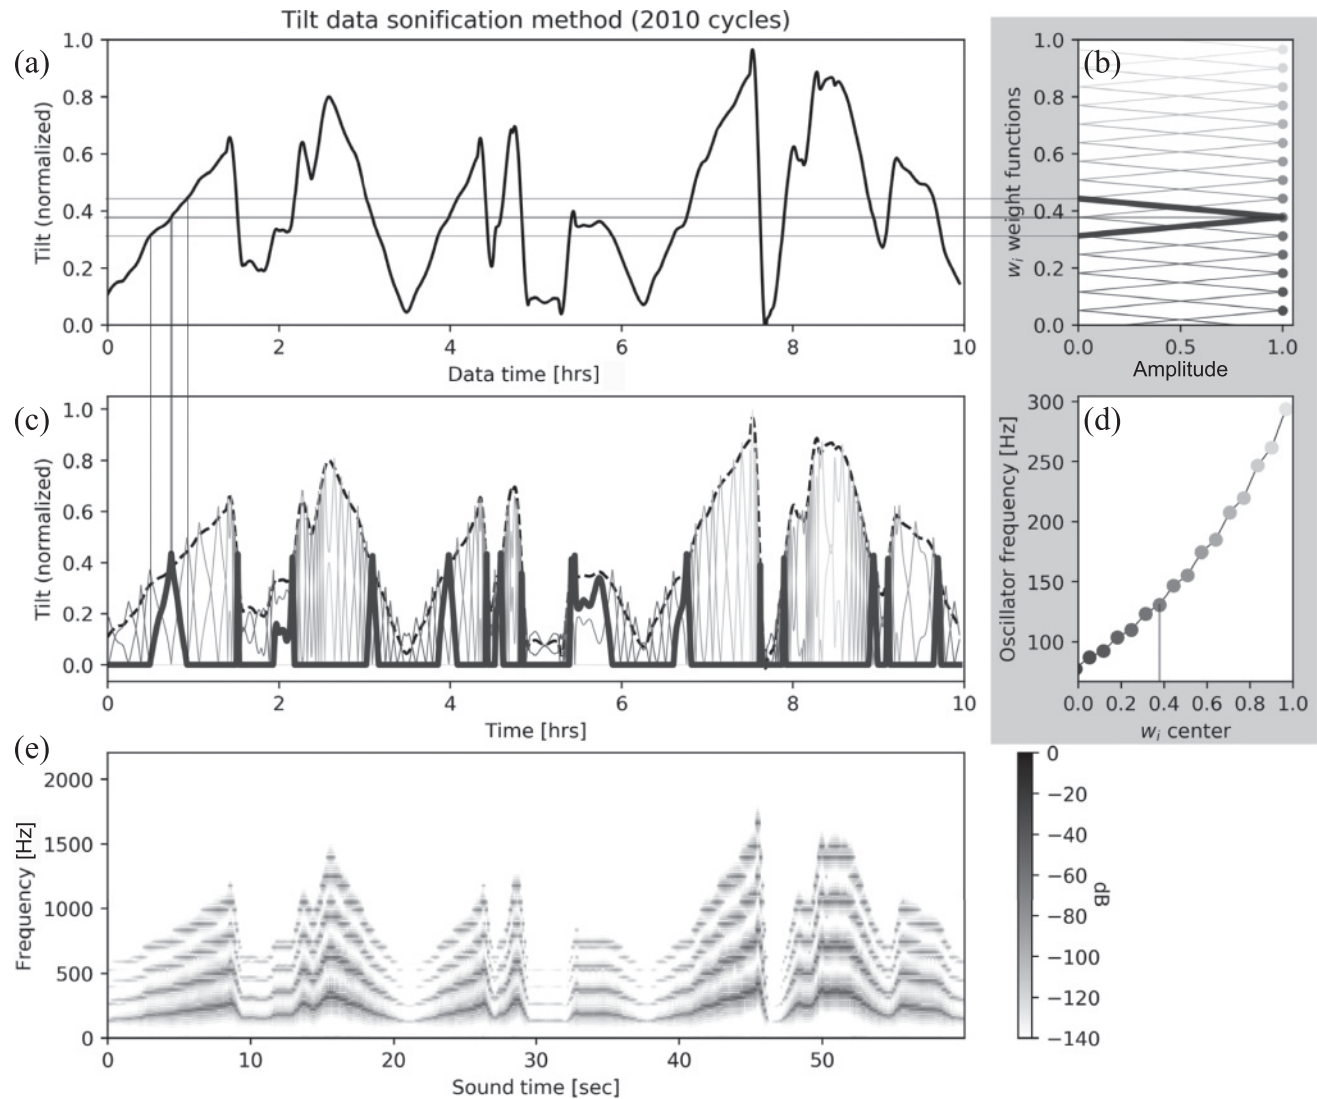 Tilt data sonification method (2010 cycles)
(a)
Tilt (normalized)
1.0
0.8
0.6
0.4
0.2
0.0
0 2 4 6 8 10
Data time [hrs]
(b)
w_i weight functions
1.0
0.8
0.6
0.4
0.2
0.0
0.0 0.5 1.0
Amplitude
(c)
Tilt (normalized)
1.0
0.8
0.6
0.4
0.2
0.0
0 2 4 6 8 10
Time [hrs]
(d)
Oscillator frequency [Hz]
300
250
200
150
100
0.0 0.2 0.4 0.6 0.8 1.0
w_i center
(e)
Frequency [Hz]
2000
1500
1000
500
0
0 10 20 30 40 50
Sound time [sec]
0
−20
−40
−60
−80
−100
−120
−140
dB